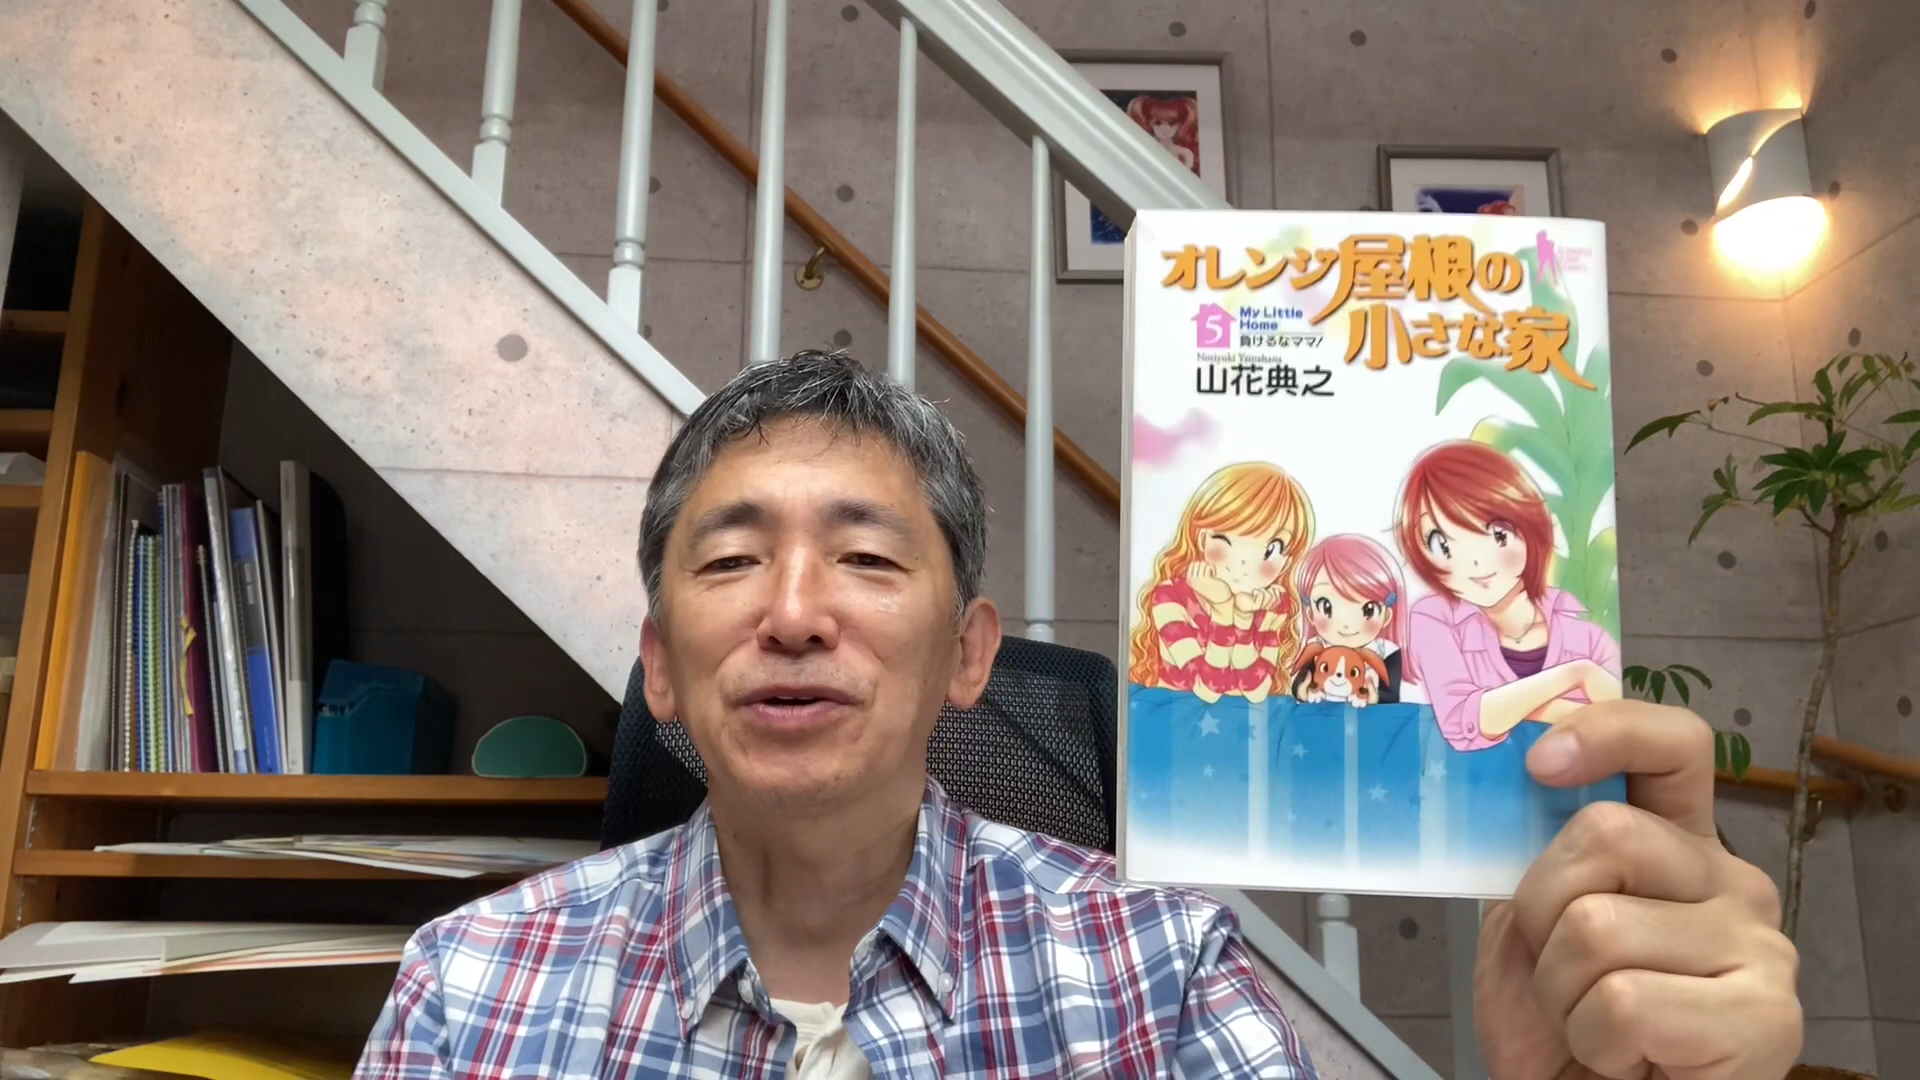 オレンジ屋根の
小さな家
5
My Little
Home
負けるなママ!
Noriyuki Yamahana
山花典之